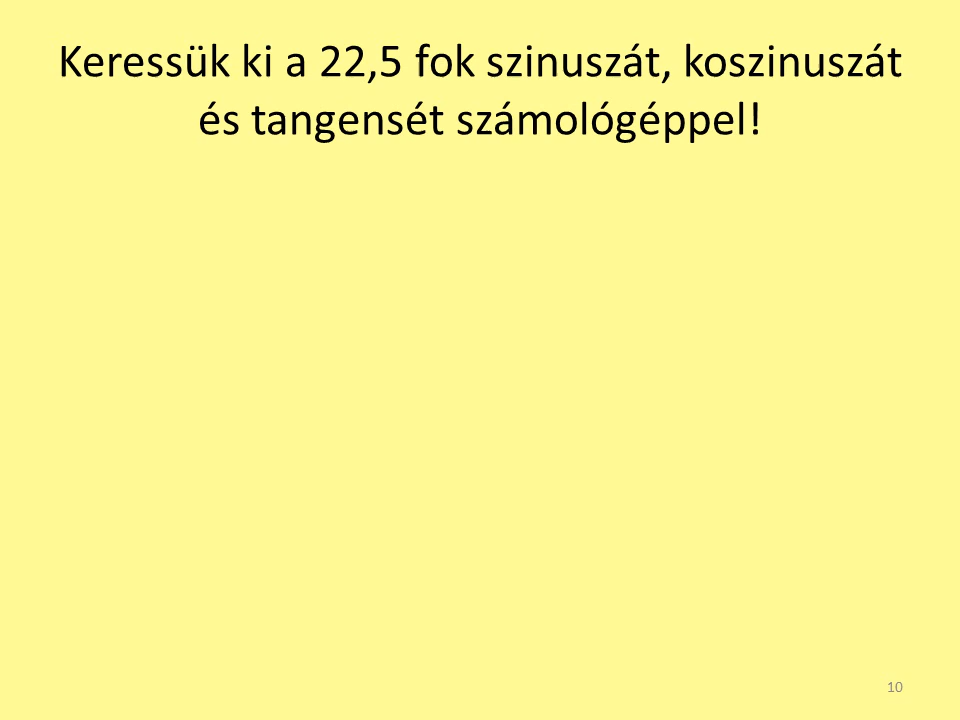 Keressük ki a 22,5 fok szinuszát, koszinuszát
és tangensét számológéppel!
10